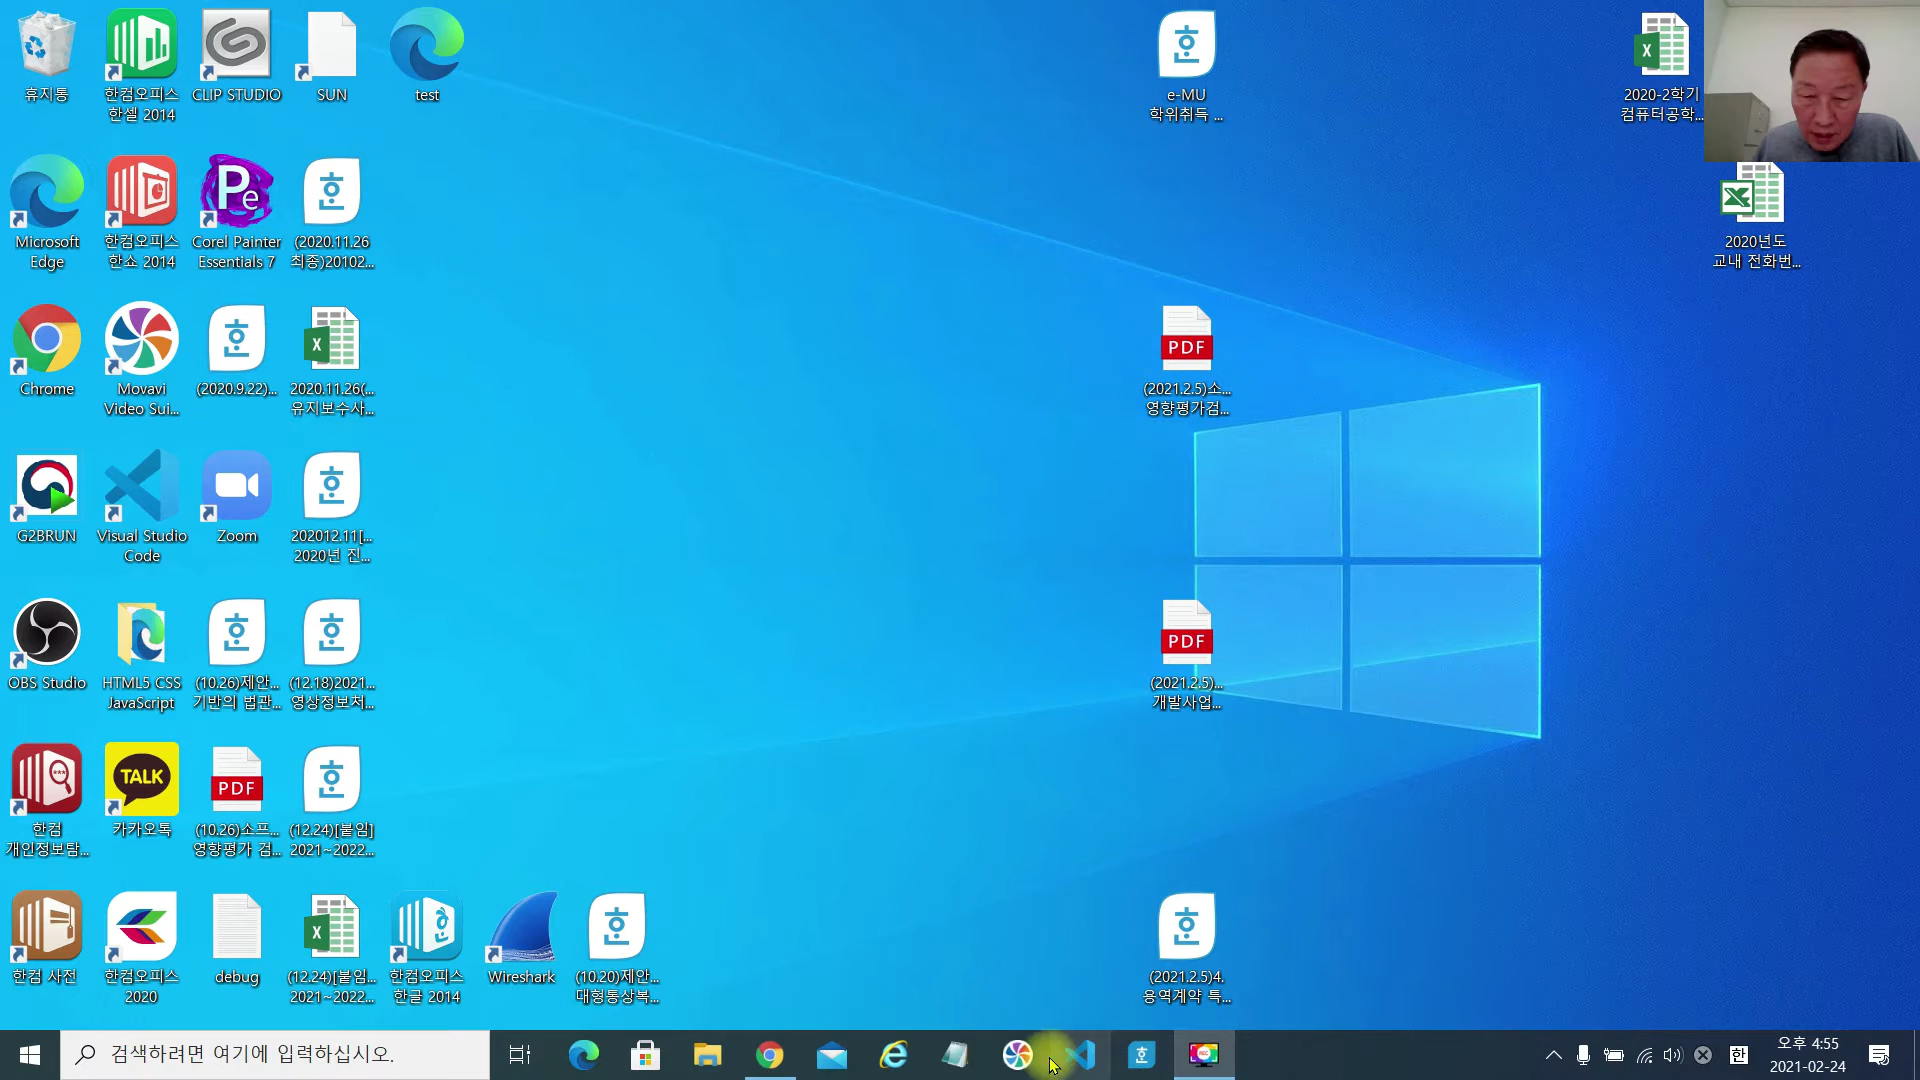 휴지통
한컴오피스
한셀 2014
CLIP STUDIO
SUN
test
e-MU
학위취득 ...
2020-2학기
컴퓨터공학...
Microsoft
Edge
한컴오피스
한쇼 2014
Pe
Corel Painter
Essentials 7
(2020.11.26
최종)20102...
2020년도
교내 전화번...
Chrome
Movavi
Video Sui...
(2020.9.22)...
2020.11.26(...
유지보수사...
PDF
(2021.2.5)소...
영향평가검...
G2BRUN
Visual Studio
Code
Zoom
202012.11[...
2020년 진...
OBS Studio
HTML5 CSS
JavaScript
(10.26)제안...
기반의 법관...
(12.18)2021...
영상정보처...
PDF
(2021.2.5)...
개발사업...
한컴
개인정보탐...
TALK
카카오톡
PDF
(10.26)소프...
영향평가 검...
(12.24)[붙임]
2021~2022...
한컴 사전
한컴오피스
2020
debug
(12.24)[붙임...
2021~2022...
한컴오피스
한글 2014
Wireshark
(10.20)제안...
대형통상복...
(2021.2.5)4.
용역계약 특...
검색하려면 여기에 입력하십시오.
한
오후 4:55
2021-02-24